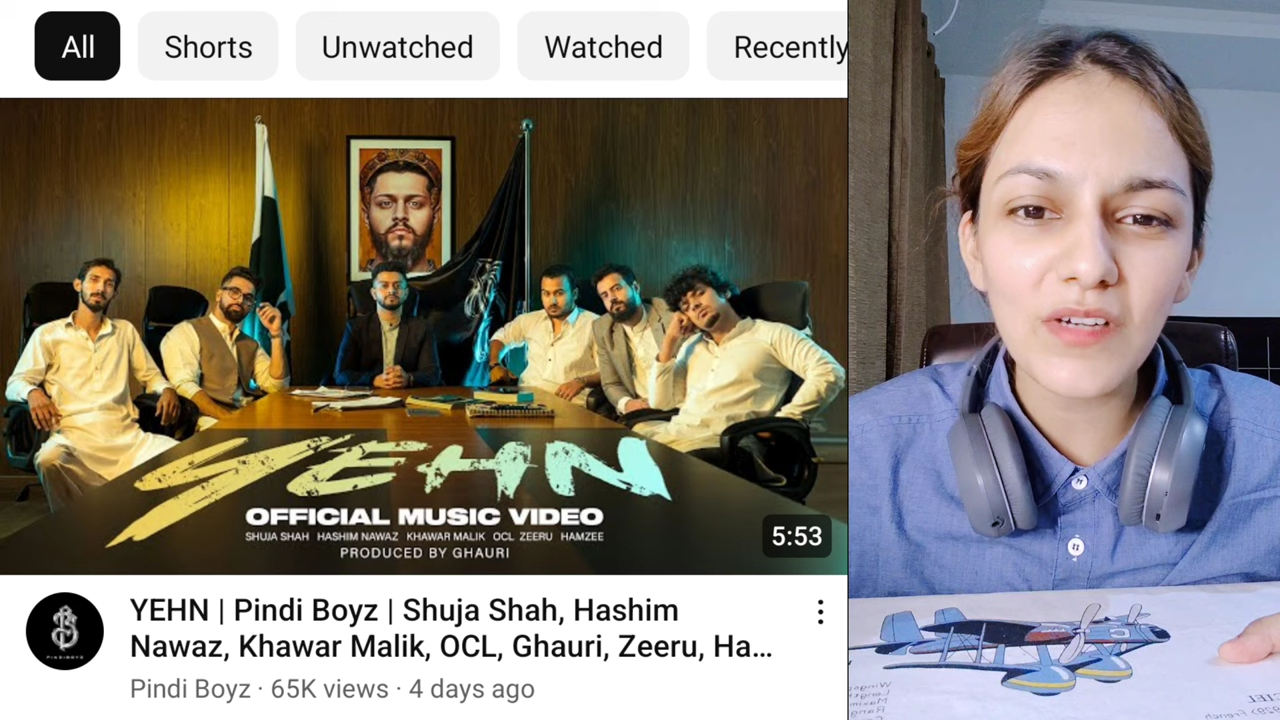 All
Shorts
Unwatched
Watched
Recently
YEHN
OFFICIAL MUSIC VIDEO
SHUJA SHAH HASHIM NAWAZ KHAWAR MALIK OCL ZEERU HAMZEE
PRODUCED BY GHAURI
5:53
PINDIBOYZ
YEHN | Pindi Boyz | Shuja Shah, Hashim
Nawaz, Khawar Malik, OCL, Ghauri, Zeeru, Ha...
Pindi Boyz · 65K views · 4 days ago